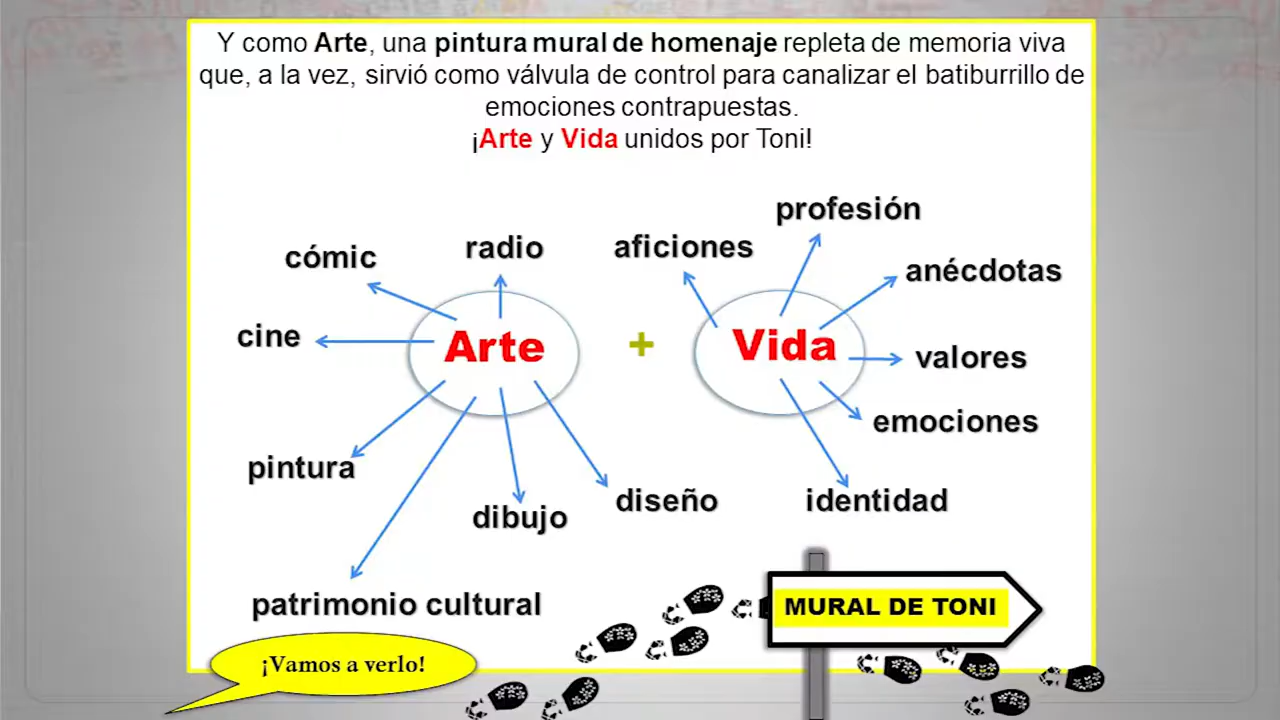 Y como Arte, una pintura mural de homenaje repleta de memoria viva
que, a la vez, sirvió como válvula de control para canalizar el batiburrillo de
emociones contrapuestas.
¡Arte y Vida unidos por Toni!
profesión
cómic
radio
aficiones
anécdotas
cine
Arte
+
Vida
valores
emociones
pintura
dibujo
diseño
identidad
patrimonio cultural
MURAL DE TONI
¡Vamos a verlo!